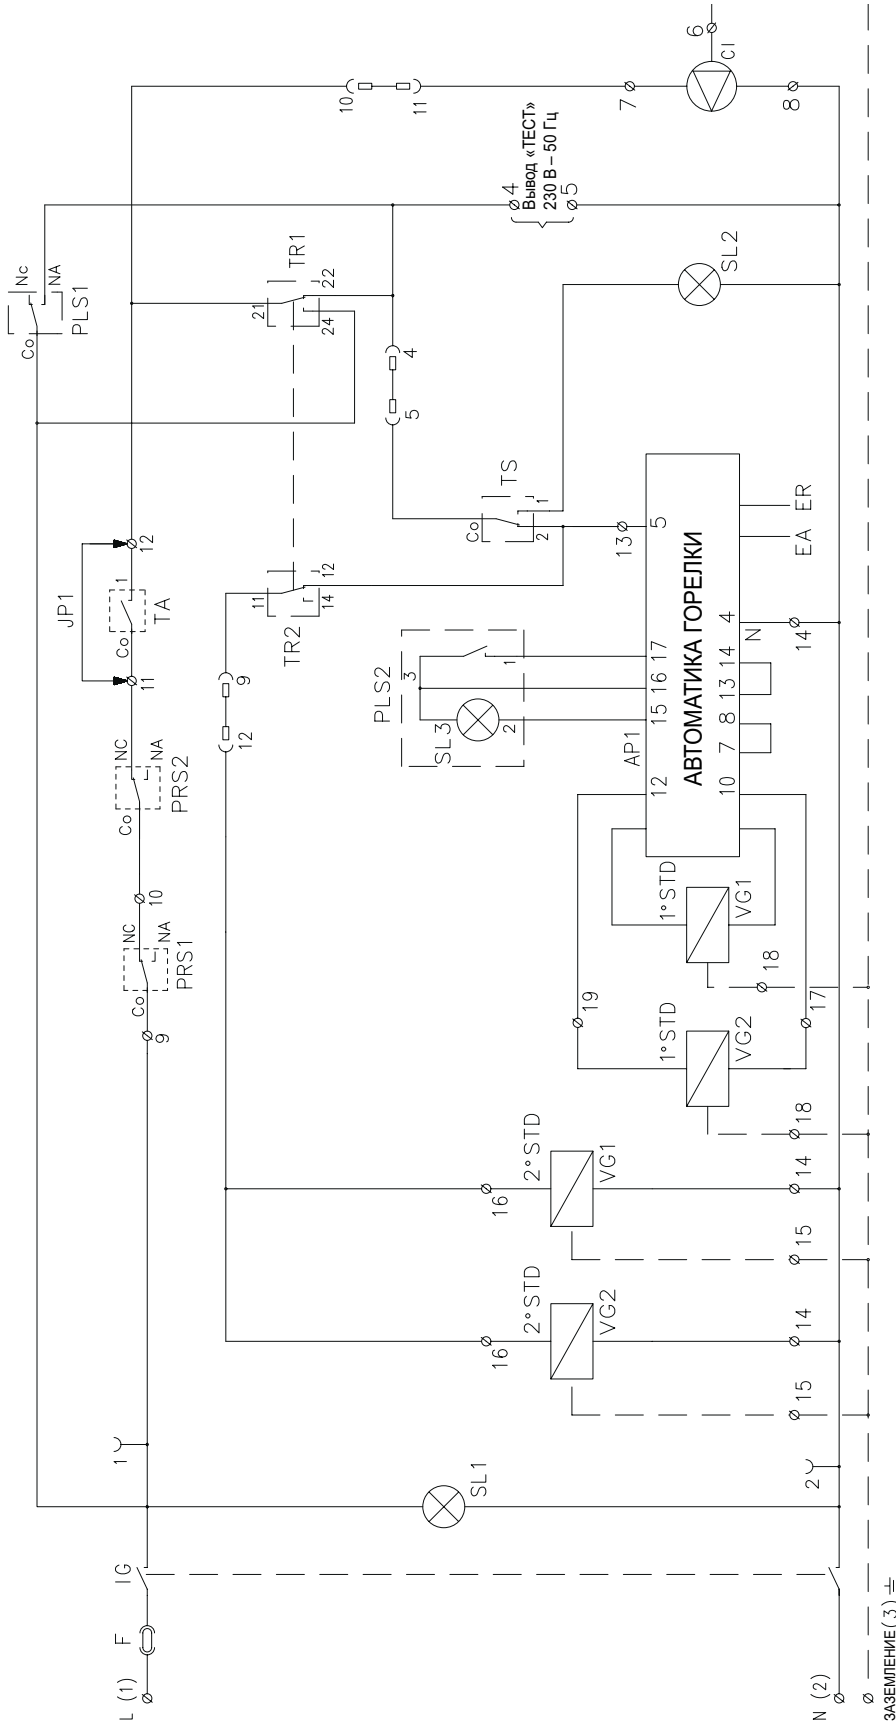 L (1)
F
IG
1
9
Co
NC
NA
PRS1
10
Co
NC
NA
PRS2
11
JP1
Co
1
TA
12
Co
Nc
NA
PLS1
21
24
22
TR1
10
11
7
6
CI
8
4
Вывод «ТЕСТ»
230 В – 50 Гц
5
5
4
12
9
11
14
12
TR2
Co
TS
2
1
SL2
13
PLS2
SL3
3
2
1
AP1
12
15
16
17
5
АВТОМАТИКА ГОРЕЛКИ
10
7
8
13
14
4
N
14
EA
ER
19
1°STD
VG1
18
1°STD
VG2
17
18
16
2°STD
VG1
14
15
16
2°STD
VG2
14
15
SL1
2
N (2)
ЗАЗЕМЛЕНИЕ(3)